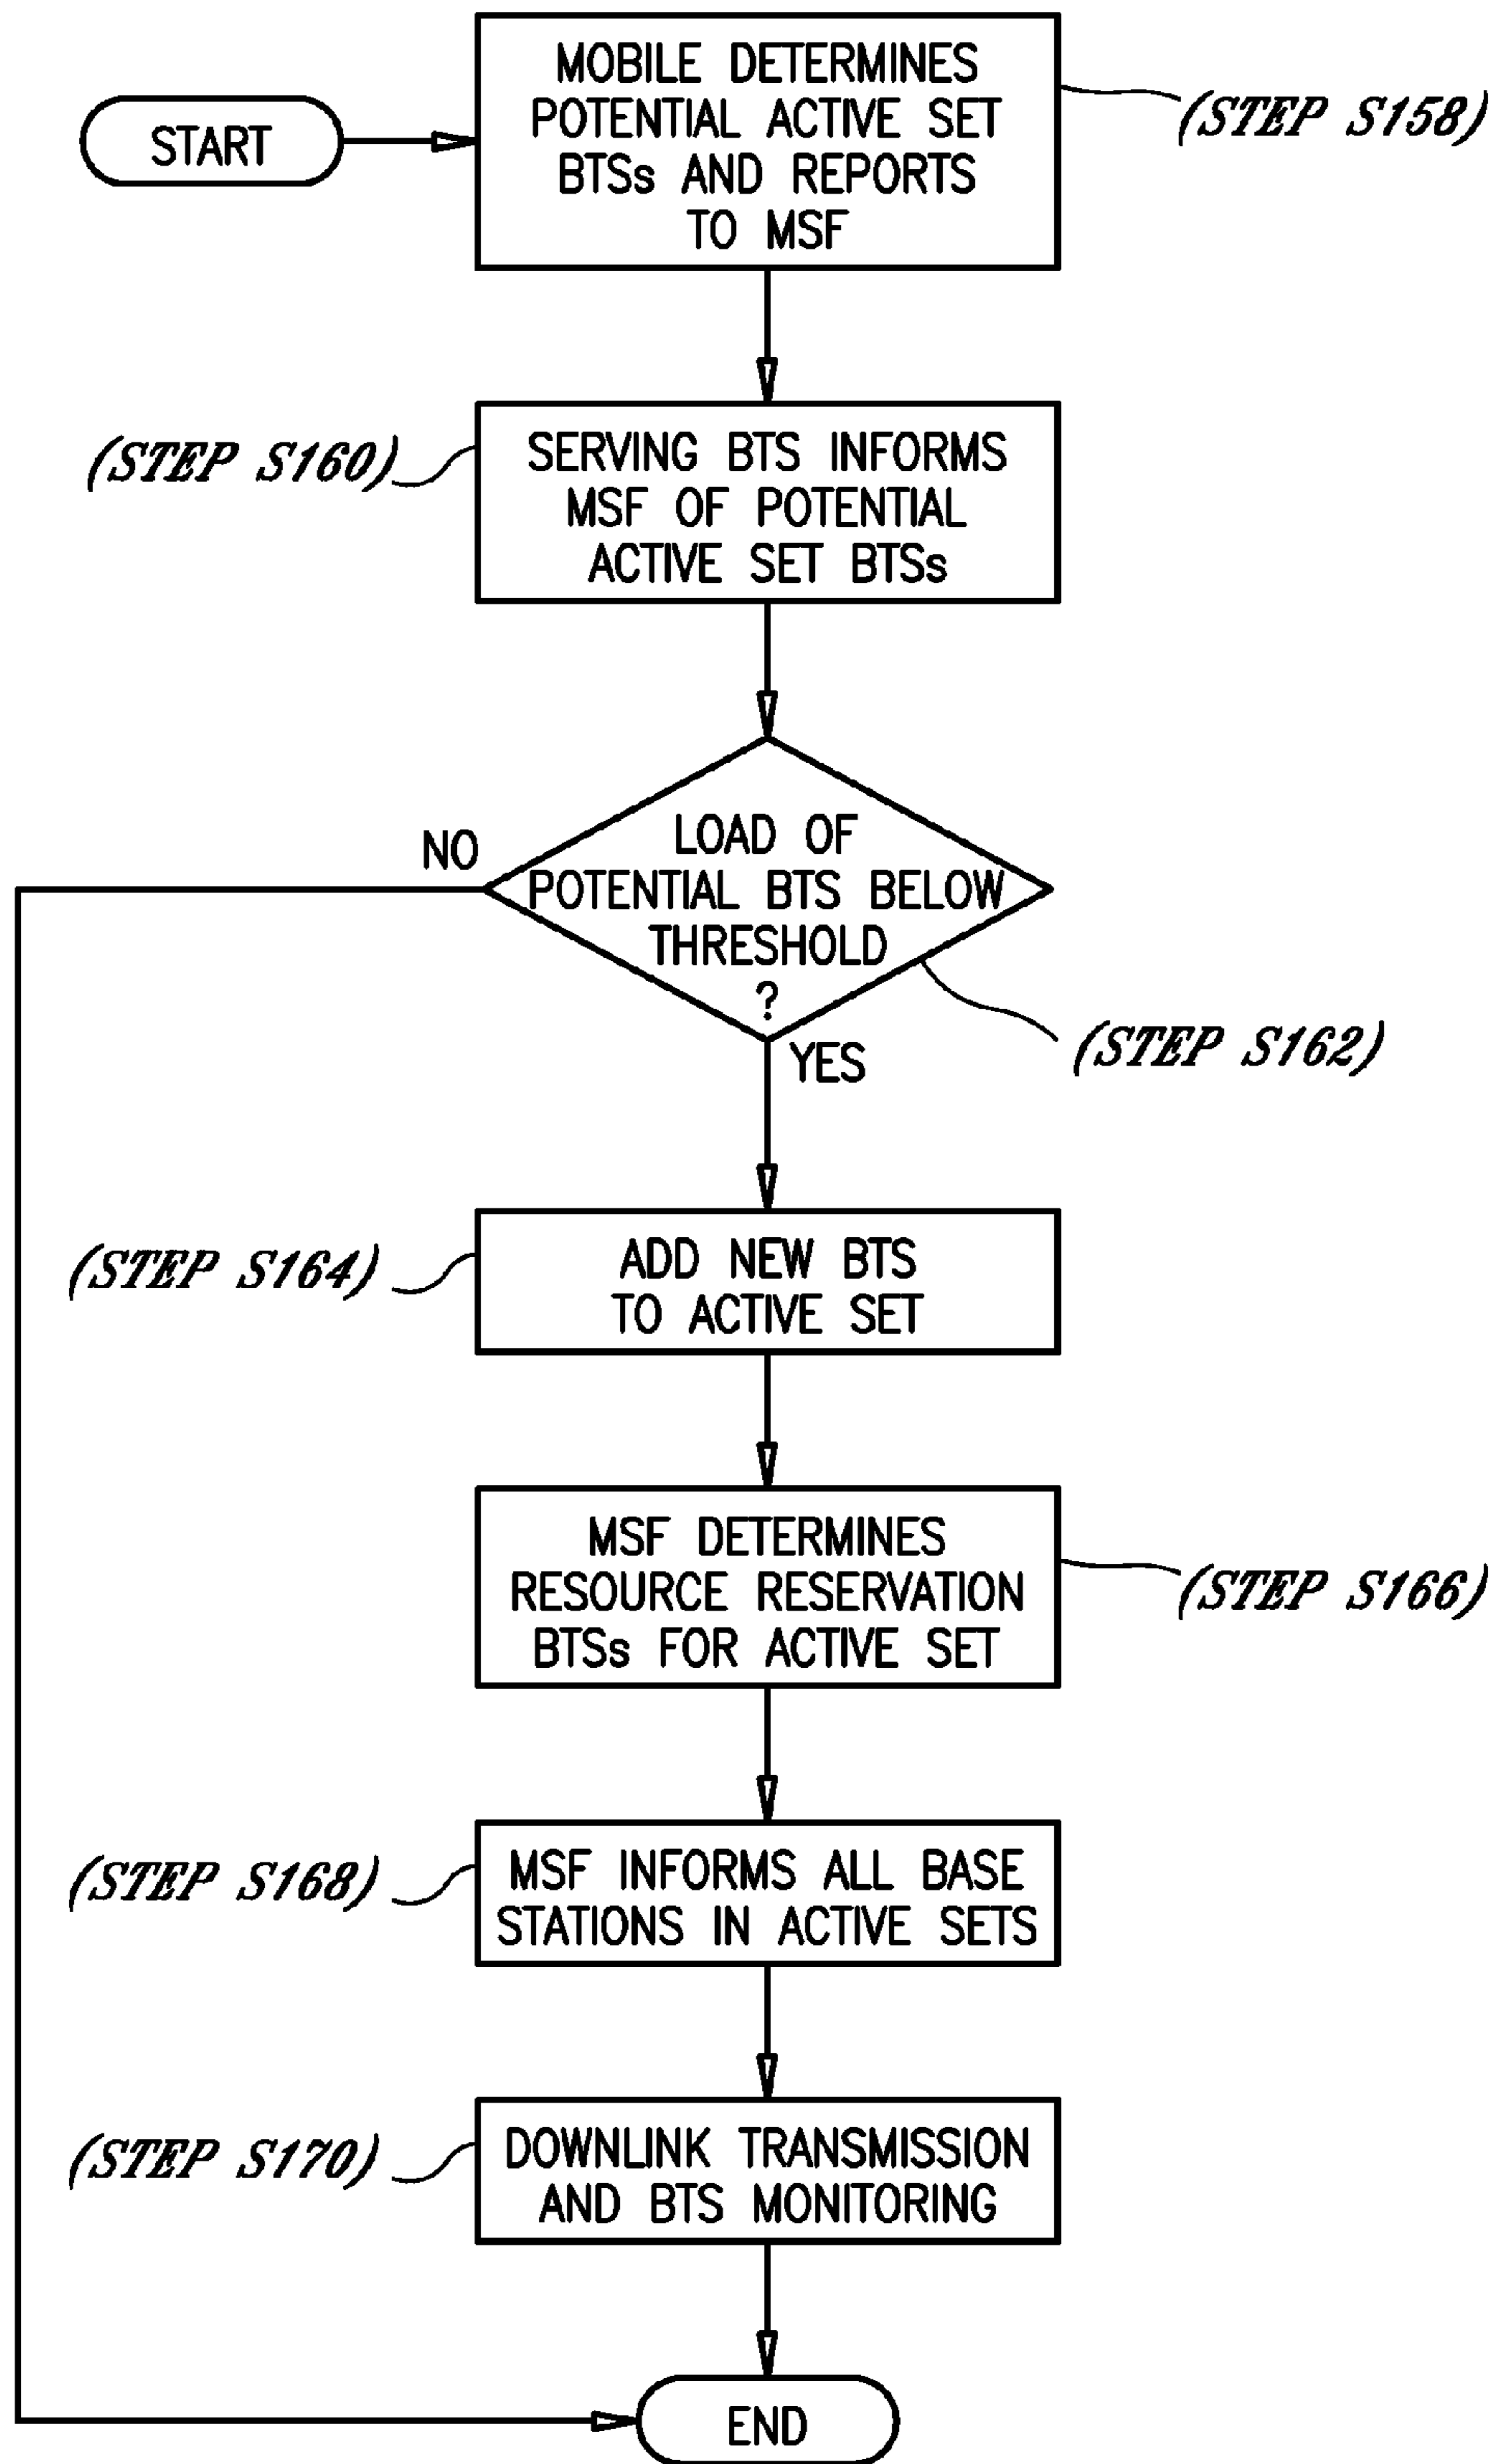 START
MOBILE DETERMINES
POTENTIAL ACTIVE SET
BTSs AND REPORTS
TO MSF
(STEP S158)
(STEP S160)
SERVING BTS INFORMS
MSF OF POTENTIAL
ACTIVE SET BTSs
NO
LOAD OF
POTENTIAL BTS BELOW
THRESHOLD
?
(STEP S162)
YES
(STEP S164)
ADD NEW BTS
TO ACTIVE SET
MSF DETERMINES
RESOURCE RESERVATION
BTSs FOR ACTIVE SET
(STEP S166)
(STEP S168)
MSF INFORMS ALL BASE
STATIONS IN ACTIVE SETS
(STEP S170)
DOWNLINK TRANSMISSION
AND BTS MONITORING
END